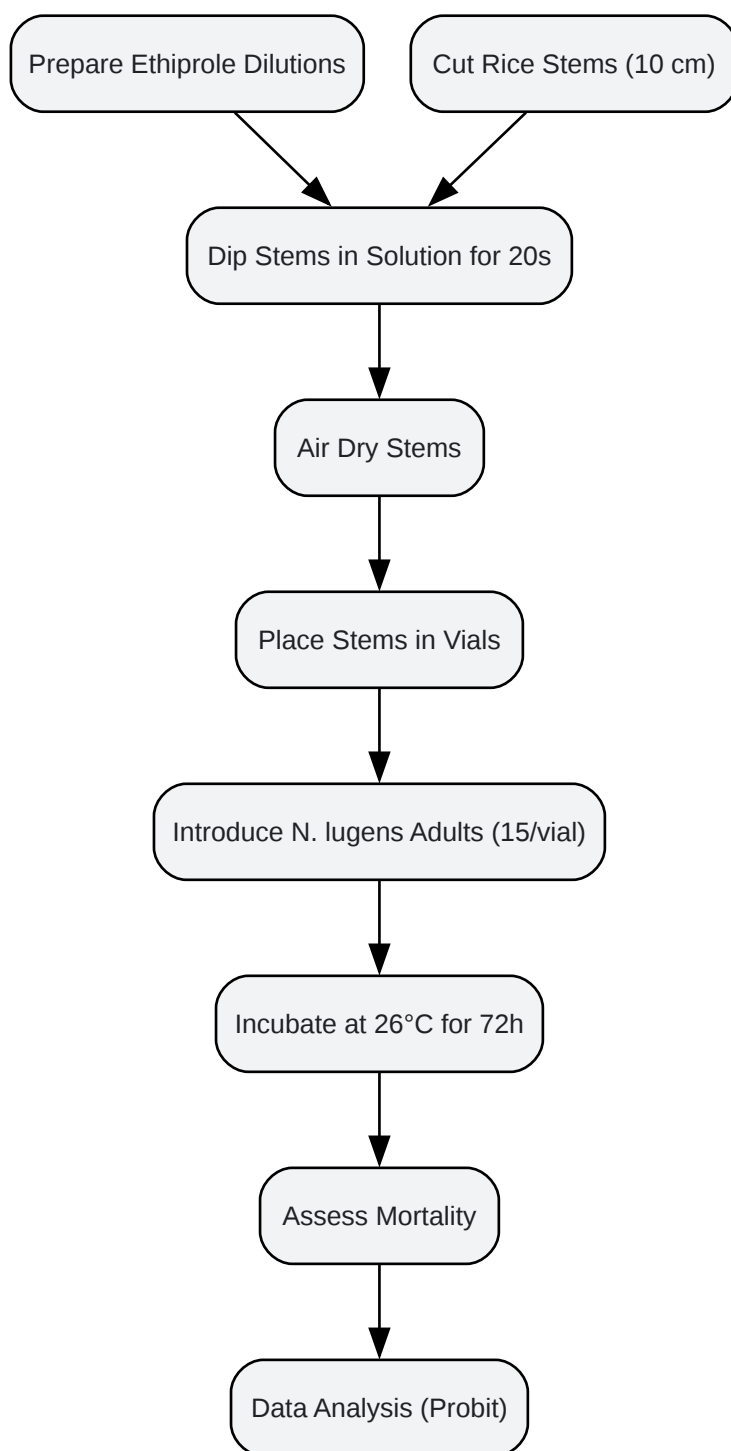 Prepare Ethiprole Dilutions
Cut Rice Stems (10 cm)
Dip Stems in Solution for 20s
Air Dry Stems
Place Stems in Vials
Introduce N. lugens Adults (15/vial)
Incubate at 26°C for 72h
Assess Mortality
Data Analysis (Probit)